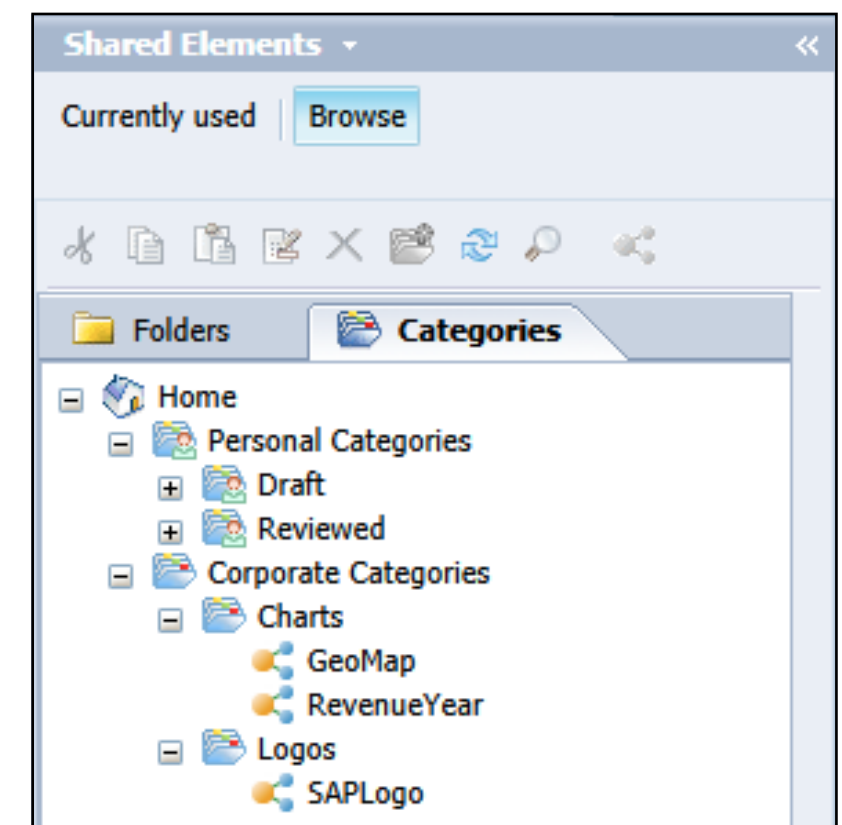 Shared Elements
Currently used Browse
Folders Categories
Home
Personal Categories
Draft
Reviewed
Corporate Categories
Charts
GeoMap
RevenueYear
Logos
SAPLogo